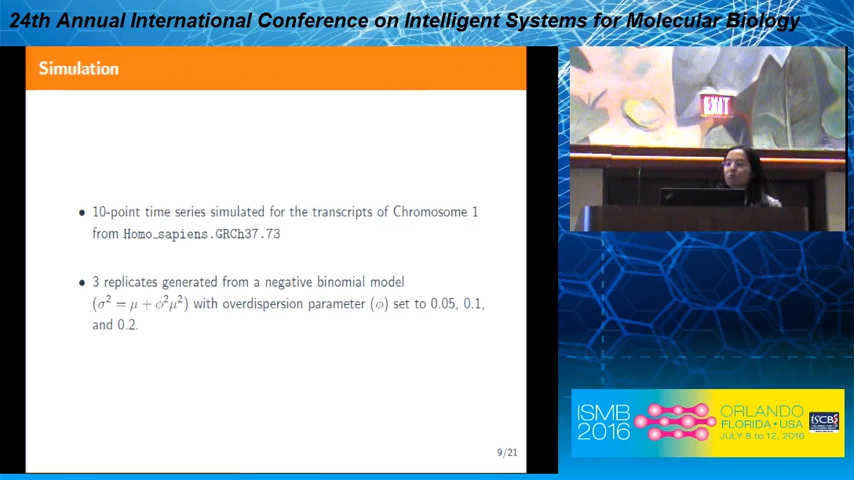 24th Annual International Conference on Intelligent Systems for Molecular Biology
Simulation
EXIT
• 10-point time series simulated for the transcripts of Chromosome 1
from Homo_sapiens.GRCh37.73
• 3 replicates generated from a negative binomial model
(σ² = μ + ϕ²μ²) with overdispersion parameter (ϕ) set to 0.05, 0.1,
and 0.2.
9/21
ISMB
2016
ORLANDO
FLORIDA • USA
JULY 8 to 12, 2016
ISCB